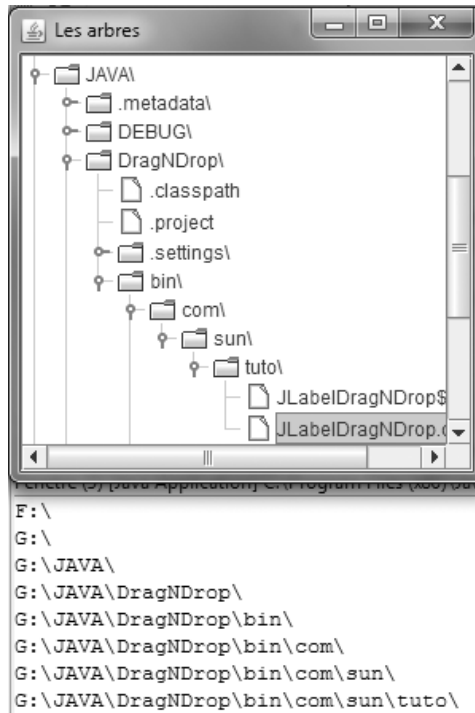 Les arbres
JAVA\
.metadata\
DEBUG\
DragNDrop\
.classpath
.project
.settings\
bin\
com\
sun\
tuto\
JLabelDragNDrop$
JLabelDragNDrop.
F:\
G:\
G:\JAVA\
G:\JAVA\DragNDrop\
G:\JAVA\DragNDrop\bin\
G:\JAVA\DragNDrop\bin\com\
G:\JAVA\DragNDrop\bin\com\sun\
G:\JAVA\DragNDrop\bin\com\sun\tuto\